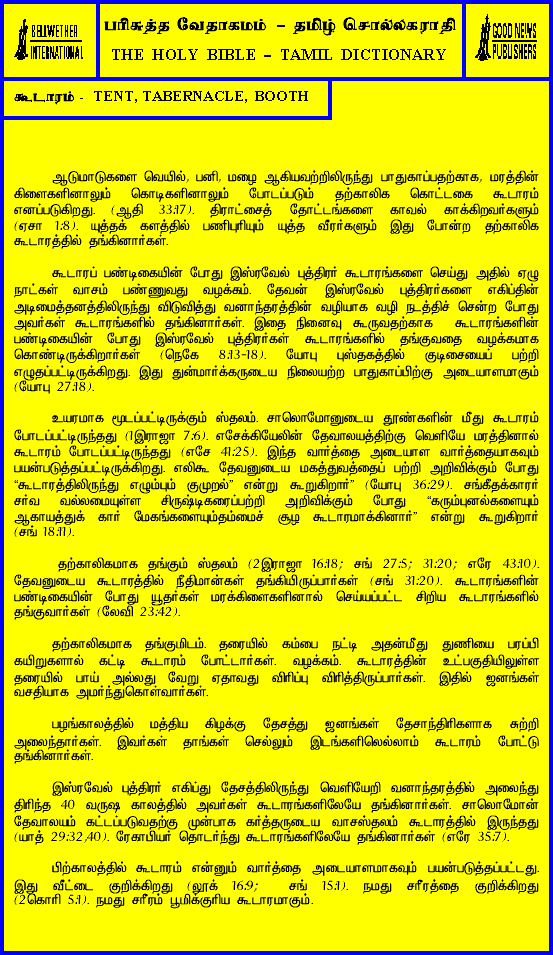 BELLWETHER
INTERNATIONAL
பரிசுத்த வேதாகமம் - தமிழ் சொல்லகராதி
THE HOLY BIBLE - TAMIL DICTIONARY
GOOD NEWS
PUBLISHERS
கூடாரம் - TENT, TABERNACLE, BOOTH
ஆடுமாடுகளை வெயில், பனி, மழை ஆகியவற்றிலிருந்து பாதுகாப்பதற்காக, மரத்தின்
கிளைகளினாலும் கொடிகளினாலும் போடப்படும் தற்காலிக கொட்டகை கூடாரம்
எனப்படுகிறது. (ஆதி 33:17). திராட்சைத் தோட்டங்களை காவல் காக்கிறவர்களும்
(ஏசா 1:8). யுத்தக் களத்தில் பணிபுரியும் யுத்த வீரர்களும் இது போன்ற தற்காலிக
கூடாரத்தில் தங்கினார்கள்.
கூடாரப் பண்டிகையின் போது இஸ்ரவேல் புத்திரர் கூடாரங்களை செய்து அதில் ஏழு
நாட்கள் வாசம் பண்ணுவது வழக்கம். தேவன் இஸ்ரவேல் புத்திரர்களை எகிப்தின்
அடிமைத்தனத்திலிருந்து விடுவித்து வனாந்தரத்தின் வழியாக வழி நடத்திச் சென்ற போது
அவர்கள் கூடாரங்களில் தங்கினார்கள். இதை நினைவு கூருவதற்காக கூடாரங்களின்
பண்டிகையின் போது இஸ்ரவேல் புத்திரர்கள் கூடாரங்களில் தங்குவதை வழக்கமாக
கொண்டிருக்கிறார்கள் (நெகே 8:13-18). யோபு புஸ்தகத்தில் குடிசையைப் பற்றி
எழுதப்பட்டிருக்கிறது. இது துன்மார்க்கருடைய நிலையற்ற பாதுகாப்பிற்கு அடையாளமாகும்
(யோபு 27:18).
உயரமாக மூடப்பட்டிருக்கும் ஸ்தலம். சாலொமோனுடைய தூண்களின் மீது கூடாரம்
போடப்பட்டிருந்தது (1இராஜா 7:6). எசேக்கியேலின் தேவாலயத்திற்கு வெளியே மரத்தினால்
கூடாரம் போடப்பட்டிருந்தது (எசே 41:25). இந்த வார்த்தை அடையாள வார்த்தையாகவும்
பயன்படுத்தப்பட்டிருக்கிறது. எலிகூ தேவனுடைய மகத்துவத்தைப் பற்றி அறிவிக்கும் போது
“கூடாரத்திலிருந்து எழும்பும் குமுறல்” என்று கூறுகிறார்” (யோபு 36:29). சங்கீதக்காரர்
சர்வ வல்லமையுள்ள சிருஷ்டிகரைப்பற்றி அறிவிக்கும் போது “கரும்புனல்களையும்
ஆகாயத்துக் கார் மேகங்களையும்தம்மைச் சூழ கூடாரமாக்கினார்” என்று கூறுகிறார்
(சங் 18:11).
தற்காலிகமாக தங்கும் ஸ்தலம் (2இராஜா 16:18; சங் 27:5; 31:20; எரே 43:10).
தேவனுடைய கூடாரத்தில் நீதிமான்கள் தங்கியிருப்பார்கள் (சங் 31:20). கூடாரங்களின்
பண்டிகையின் போது யூதர்கள் மரக்கிளைகளினால் செய்யப்பட்ட சிறிய கூடாரங்களில்
தங்குவார்கள் (லேவி 23:42).
தற்காலிகமாக தங்குமிடம். தரையில் கம்பை நட்டி அதன்மீது துணியை பரப்பி
கயிறுகளால் கட்டி கூடாரம் போட்டார்கள். வழக்கம். கூடாரத்தின் உட்பகுதியிலுள்ள
தரையில் பாய் அல்லது வேறு ஏதாவது விரிப்பு விரித்திருப்பார்கள். இதில் ஜனங்கள்
வசதியாக அமர்ந்துகொள்வார்கள்.
பழங்காலத்தில் மத்திய கிழக்கு தேசத்து ஜனங்கள் தேசாந்திரிகளாக சுற்றி
அலைந்தார்கள். இவர்கள் தாங்கள் செல்லும் இடங்களிலெல்லாம் கூடாரம் போட்டு
தங்கினார்கள்.
இஸ்ரவேல் புத்திரர் எகிப்து தேசத்திலிருந்து வெளியேறி வனாந்தரத்தில் அலைந்து
திரிந்த 40 வருஷ காலத்தில் அவர்கள் கூடாரங்களிலேயே தங்கினார்கள். சாலொமோன்
தேவாலயம் கட்டப்படுவதற்கு முன்பாக கர்த்தருடைய வாசஸ்தலம் கூடாரத்தில் இருந்தது
(யாத் 29:32,40). ரேகாபியர் தொடர்ந்து கூடாரங்களிலேயே தங்கினார்கள் (எரே 35:7).
பிற்காலத்தில் கூடாரம் என்னும் வார்த்தை அடையாளமாகவும் பயன்படுத்தப்பட்டது.
இது வீட்டை குறிக்கிறது (லூக் 16:9; சங் 15:1). நமது சரீரத்தை குறிக்கிறது
(2கொரி 5:1). நமது சரீரம் பூமிக்குரிய கூடாரமாகும்.